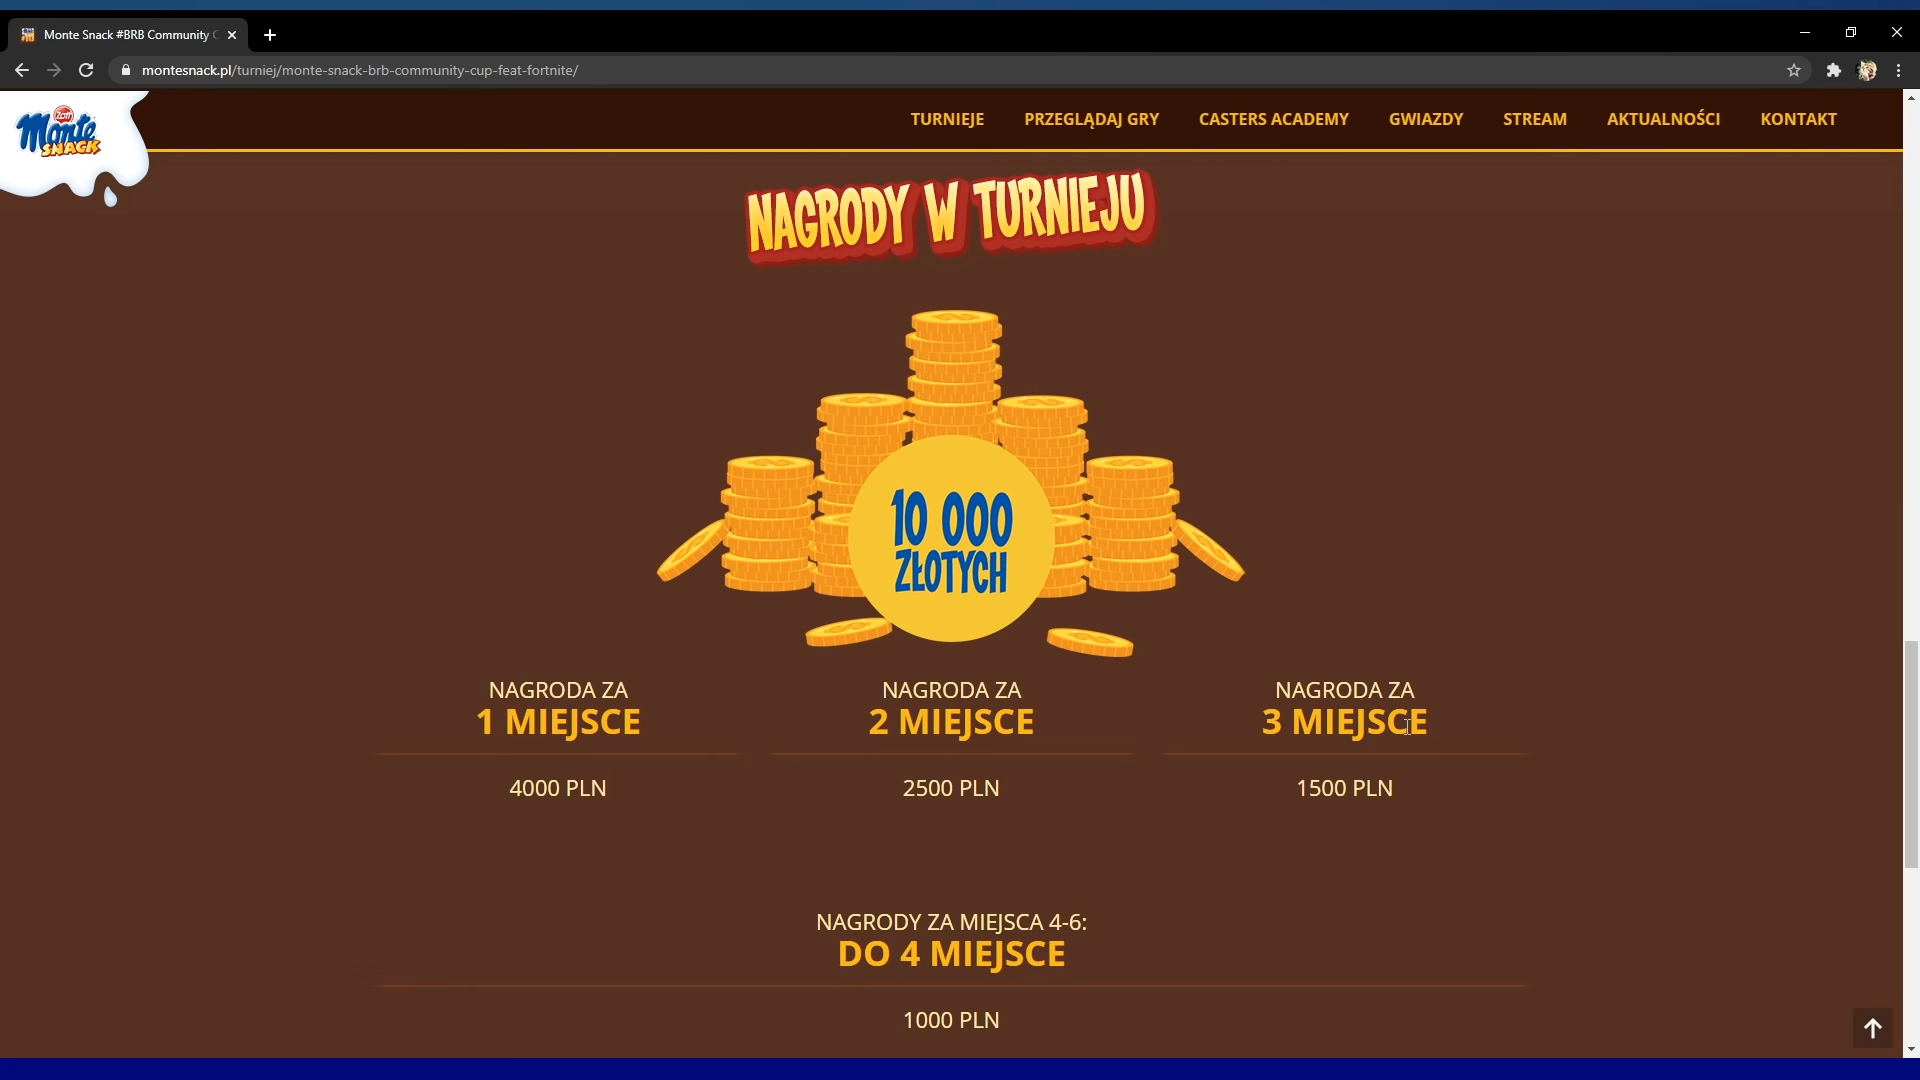 Monte Snack #BRB Community
montesnack.pl/turniej/monte-snack-brb-community-cup-feat-fortnite/
Zott
Monte
SNACK
TURNIEJE PRZEGLĄDAJ GRY CASTERS ACADEMY GWIAZDY STREAM AKTUALNOŚCI KONTAKT
NAGRODY W TURNIEJU
10 000
ZŁOTYCH
NAGRODA ZA
1 MIEJSCE
4000 PLN
NAGRODA ZA
2 MIEJSCE
2500 PLN
NAGRODA ZA
3 MIEJSCE
1500 PLN
NAGRODY ZA MIEJSCA 4-6:
DO 4 MIEJSCE
1000 PLN